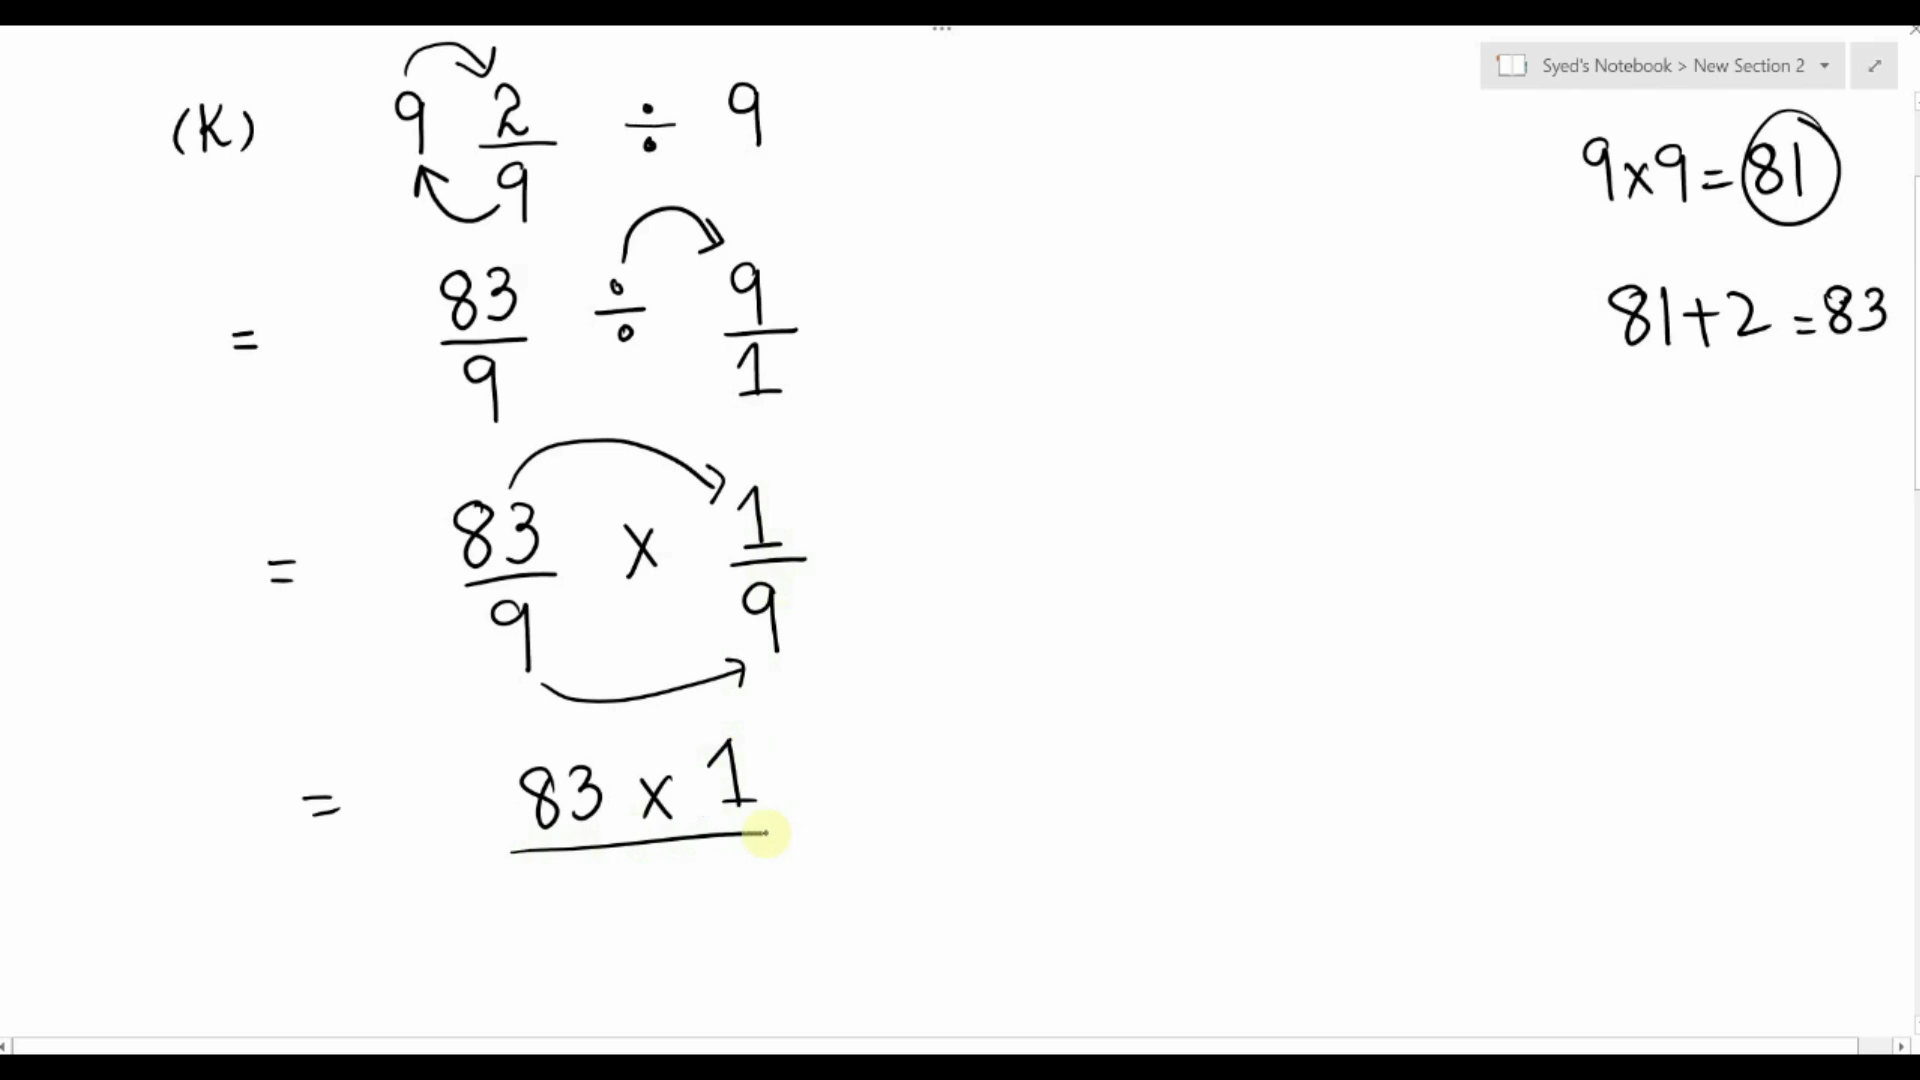 Syed's Notebook > New Section 2
(K) 9 2/9 ÷ 9
= 83/9 ÷ 9/1
= 83/9 x 1/9
= 83 x 1
9x9=81
81+2=83